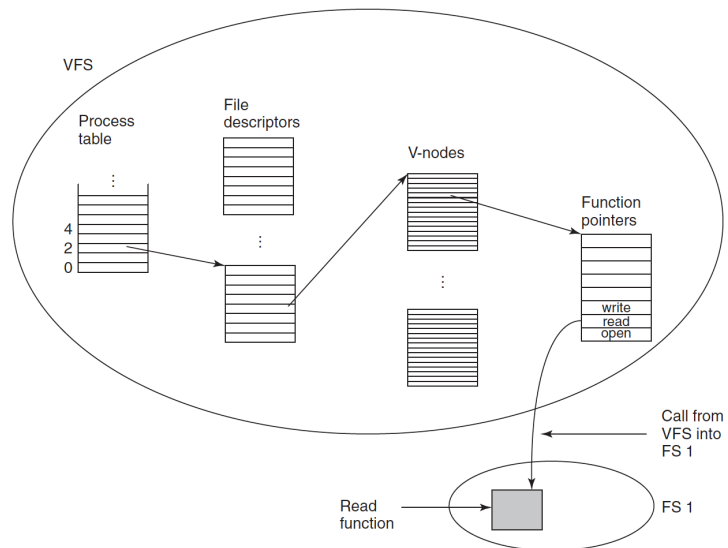 VFS
Process
table
⋮
4
2
0
File
descriptors
⋮
V-nodes
⋮
Function
pointers
write
read
open
Call from
VFS into
FS 1
Read
function
FS 1